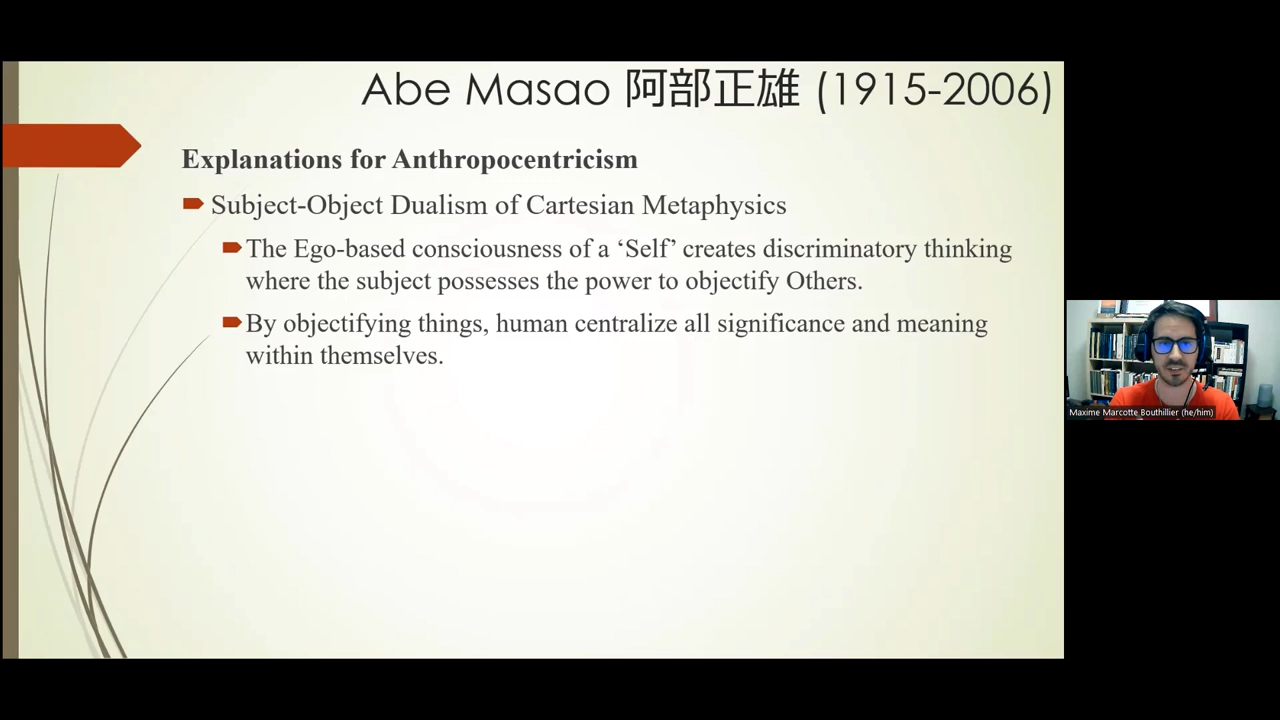 Abe Masao 阿部正雄 (1915-2006)
Explanations for Anthropocentricism
Subject-Object Dualism of Cartesian Metaphysics
The Ego-based consciousness of a ‘Self’ creates discriminatory thinking
where the subject possesses the power to objectify Others.
By objectifying things, human centralize all significance and meaning
within themselves.
Maxime Marcotte Bouthillier (he/him)